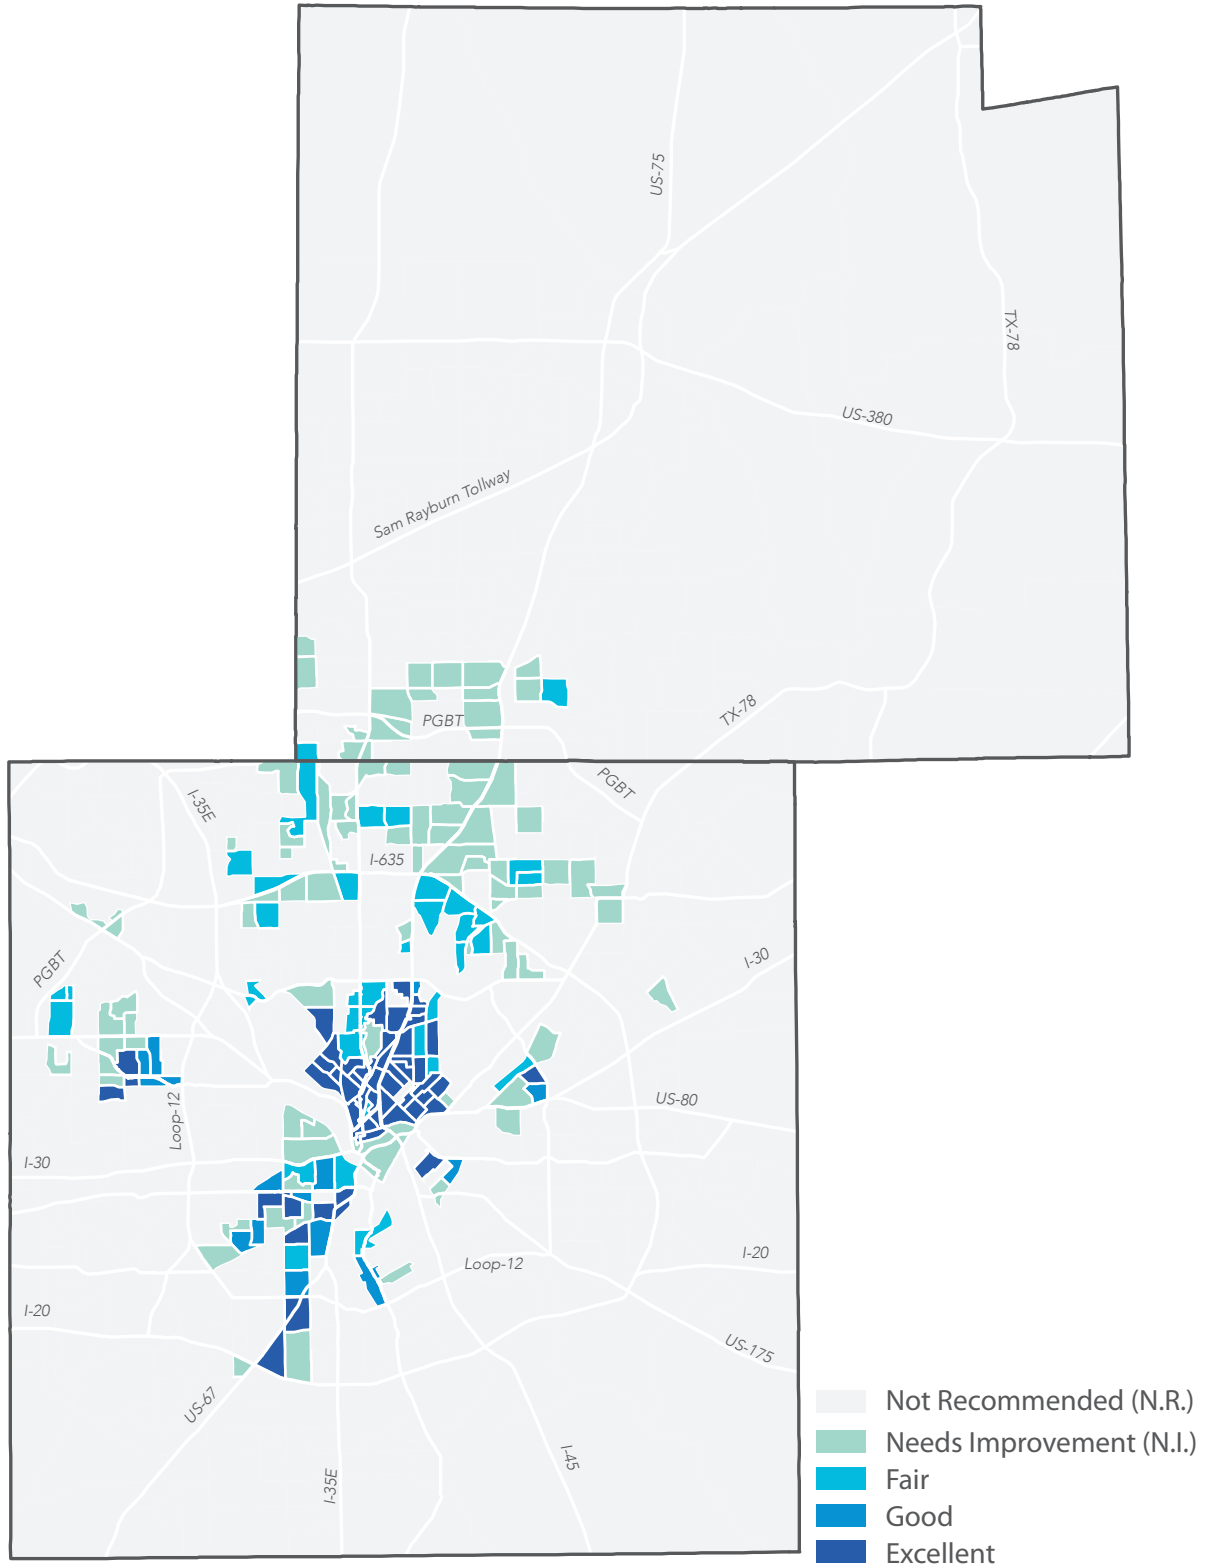 US-75
TX-78
US-380
Sam Rayburn Tollway
TX-78
PGBT
PGBT
I-35E
I-635
PGBT
I-30
Loop-12
US-80
I-30
I-20
Loop-12
I-20
US-175
US-67
I-45
I-35E
Not Recommended (N.R.)
Needs Improvement (N.I.)
Fair
Good
Excellent